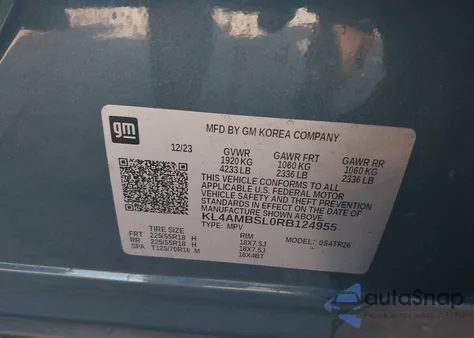 gm
MFD BY GM KOREA COMPANY
12/23 GVWR GAWR FRT GAWR RR
1920 KG 1060 KG 1060 KG
4233 LB 2336 LB 2336 LB
THIS VEHICLE CONFORMS TO ALL
APPLICABLE U.S. FEDERAL MOTOR
VEHICLE SAFETY, BUMPER, AND THEFT
PREVENTION STANDARDS IN EFFECT ON
THE DATE OF MANUFACTURE SHOWN ABOVE.
KL4AMBSL0RB124955
TYPE: MPV
TIRE SIZE RIM MODEL: 0S4TR26
FRT 225/55R18 H 18X7.5J
RR 225/55R18 H 18X7.5J
SPA T125/70R16 M 16X4BT
autoSnap